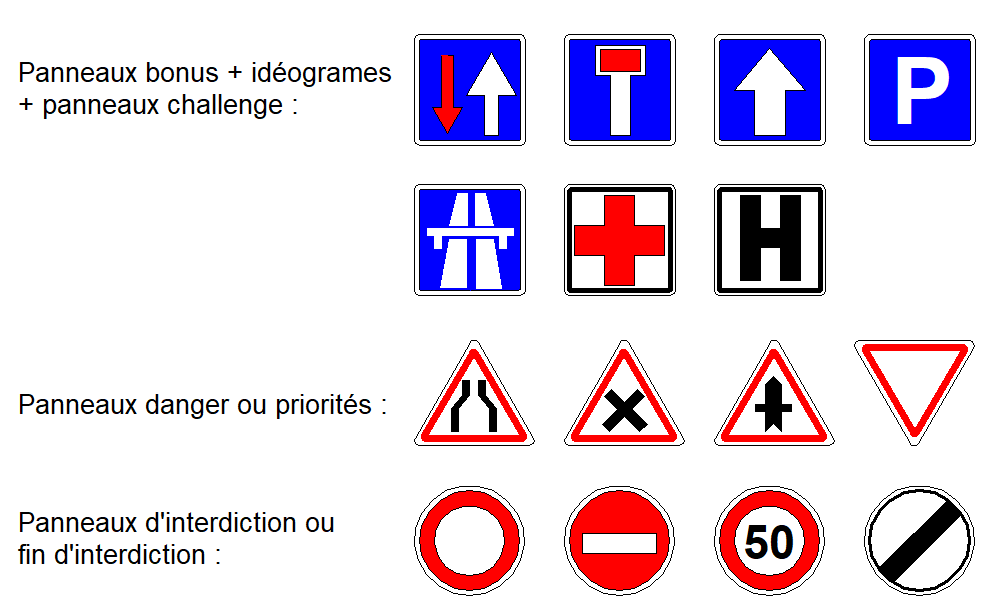 Panneaux bonus + idéogrames
+ panneaux challenge :
P
H
Panneaux danger ou priorités :
Panneaux d'interdiction ou
fin d'interdiction :
50